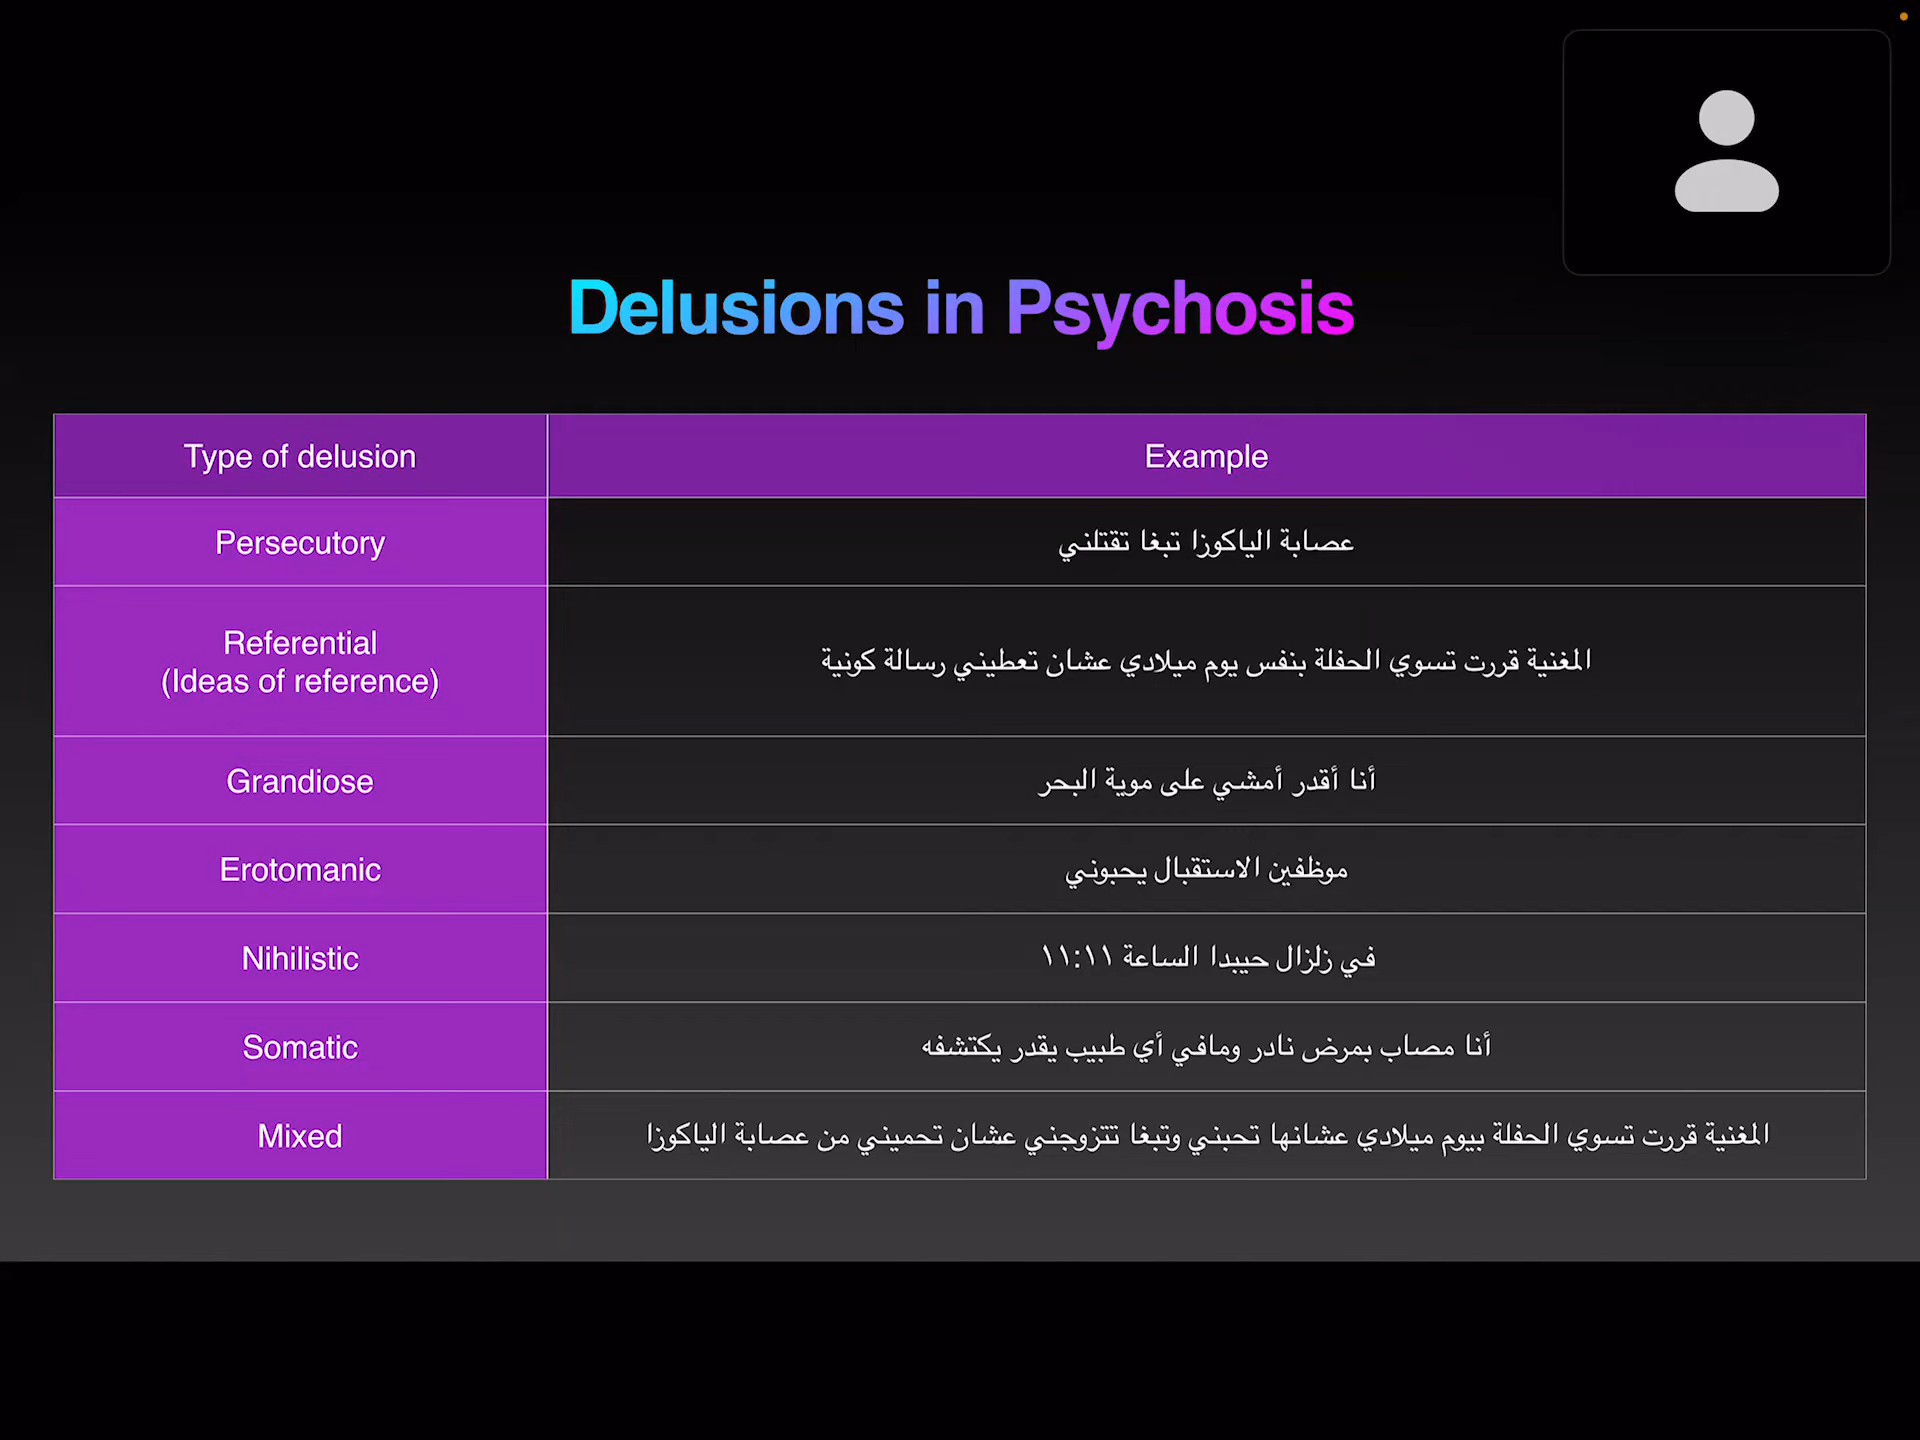 Delusions in Psychosis
Type of delusion
Example
Persecutory
عصابة الياكوزا تبغا تقتلني
Referential
(Ideas of reference)
المغنية قررت تسوي الحفلة بنفس يوم ميلادي عشان تعطيني رسالة كونية
Grandiose
أنا أقدر أمشي على موية البحر
Erotomanic
موظفين الاستقبال يحبوني
Nihilistic
في زلزال حيبدا الساعة ١١:١١
Somatic
أنا مصاب بمرض نادر ومافي أي طبيب يقدر يكتشفه
Mixed
المغنية قررت تسوي الحفلة بيوم ميلادي عشانها تحبني وتبغا تتزوجني عشان تحميني من عصابة الياكوزا